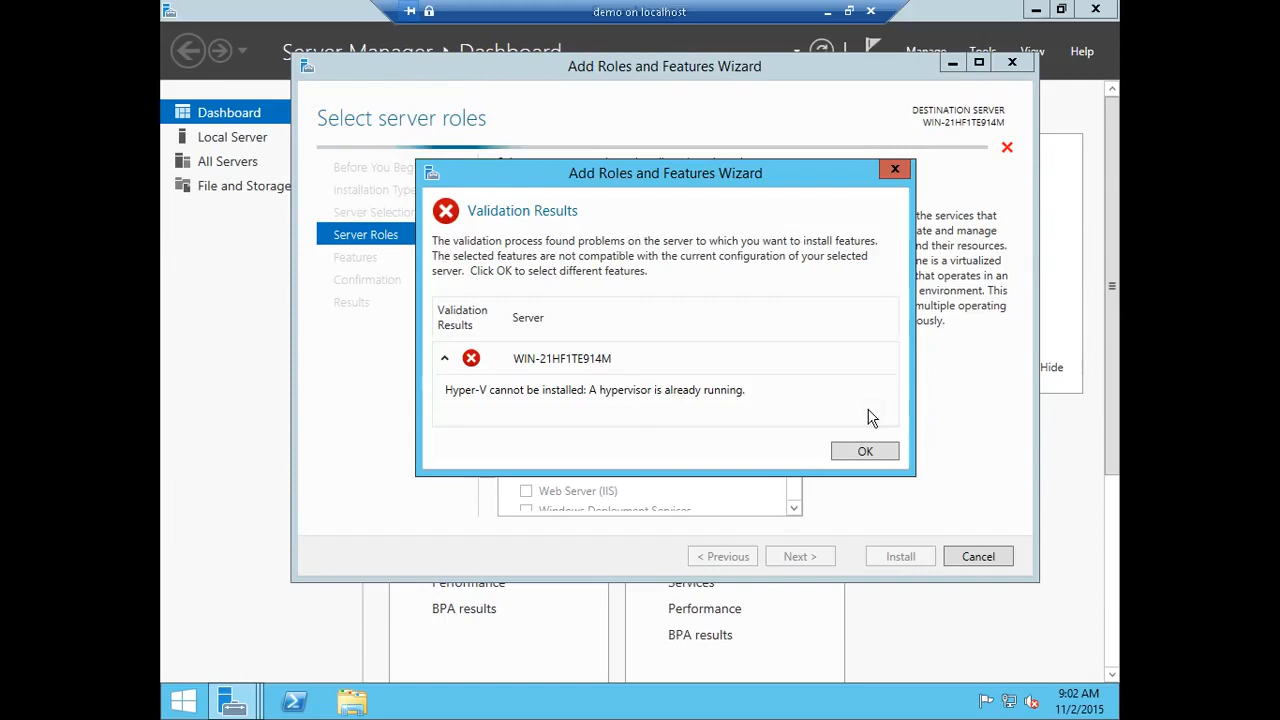 demo on localhost
Server Manager ▸ Dashboard
Manage Tools View Help
Dashboard
Local Server
All Servers
File and Storage
Add Roles and Features Wizard
Select server roles
DESTINATION SERVER
WIN-21HF1TE914M
Before You Beg
Installation Type
Server Selection
Server Roles
Features
Confirmation
Results
Add Roles and Features Wizard
Validation Results
The validation process found problems on the server to which you want to install features.
The selected features are not compatible with the current configuration of your selected
server. Click OK to select different features.
Validation
Results
Server
WIN-21HF1TE914M
Hyper-V cannot be installed: A hypervisor is already running.
OK
the services that
ate and manage
nd their resources.
ne is a virtualized
that operates in an
environment. This
multiple operating
ously.
Hide
Web Server (IIS)
Windows Deployment Services
< Previous
Next >
Install
Cancel
Performance
BPA results
Services
Performance
BPA results
9:02 AM
11/2/2015